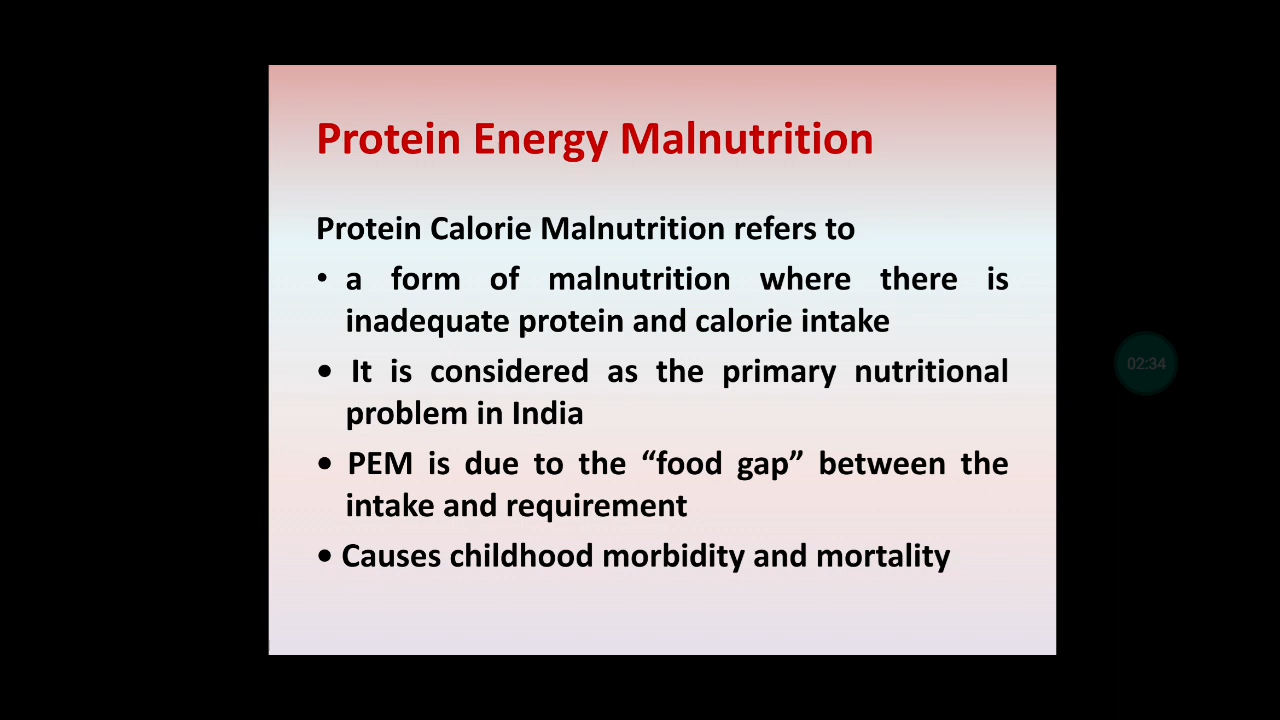 Protein Energy Malnutrition
Protein Calorie Malnutrition refers to
• a form of malnutrition where there is
inadequate protein and calorie intake
• It is considered as the primary nutritional
problem in India
• PEM is due to the “food gap” between the
intake and requirement
• Causes childhood morbidity and mortality
02:34